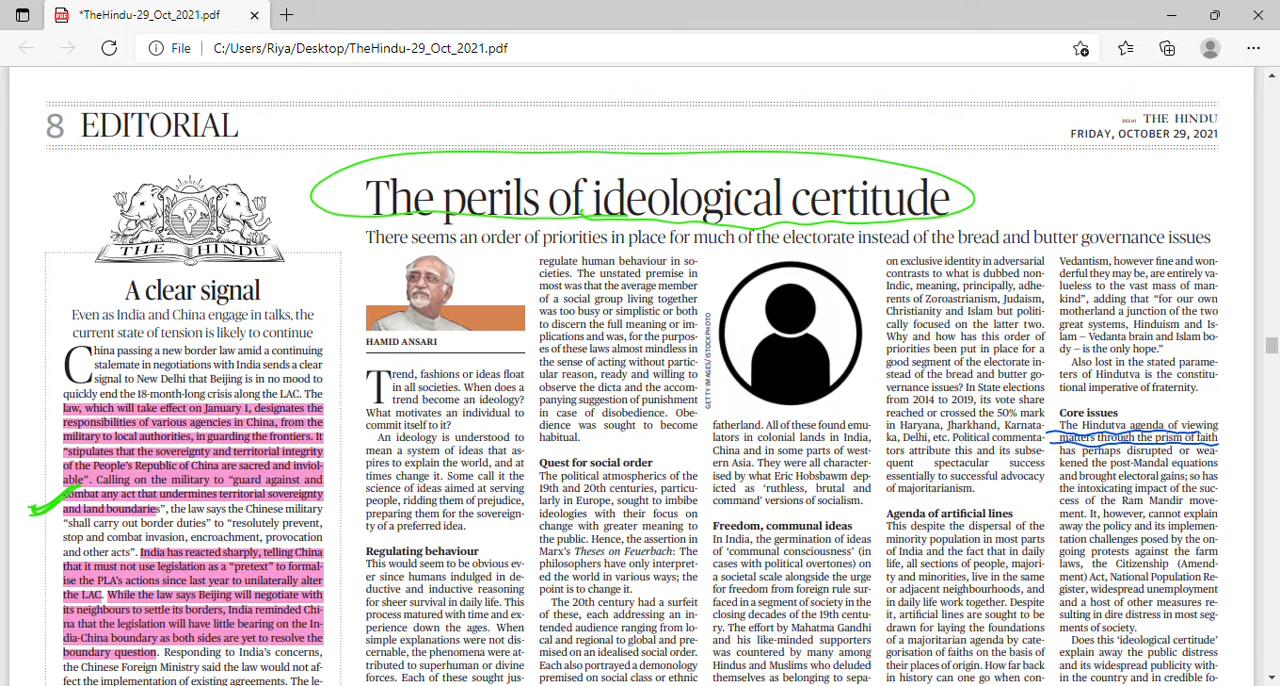 *TheHindu-29_Oct_2021.pdf
File
C:/Users/Riya/Desktop/TheHindu-29_Oct_2021.pdf
8 EDITORIAL
DELHI THE HINDU
FRIDAY, OCTOBER 29, 2021
THE HINDU
A clear signal
Even as India and China engage in talks, the
current state of tension is likely to continue
China passing a new border law amid a continuing
stalemate in negotiations with India sends a clear
signal to New Delhi that Beijing is in no mood to
quickly end the 18-month-long crisis along the LAC. The
law, which will take effect on January 1, designates the
responsibilities of various agencies in China, from the
military to local authorities, in guarding the frontiers. It
"stipulates that the sovereignty and territorial integrity
of the People's Republic of China are sacred and inviol-
able". Calling on the military to "guard against and
combat any act that undermines territorial sovereignty
and land boundaries", the law says the Chinese military
"shall carry out border duties" to "resolutely prevent,
stop and combat invasion, encroachment, provocation
and other acts". India has reacted sharply, telling China
that it must not use legislation as a "pretext" to formal-
ise the PLA's actions since last year to unilaterally alter
the LAC. While the law says Beijing will negotiate with
its neighbours to settle its borders, India reminded Chi-
na that the legislation will have little bearing on the In-
dia-China boundary as both sides are yet to resolve the
boundary question. Responding to India's concerns,
the Chinese Foreign Ministry said the law would not af-
fect the implementation of existing agreements. The le-
The perils of ideological certitude
There seems an order of priorities in place for much of the electorate instead of the bread and butter governance issues
HAMID ANSARI
Trend, fashions or ideas float
in all societies. When does a
trend become an ideology?
What motivates an individual to
commit itself to it?
An ideology is understood to
mean a system of ideas that as-
pires to explain the world, and at
times change it. Some call it the
science of ideas aimed at serving
people, ridding them of prejudice,
preparing them for the sovereign-
ty of a preferred idea.
Regulating behaviour
This would seem to be obvious ev-
er since humans indulged in de-
ductive and inductive reasoning
for sheer survival in daily life. This
process matured with time and ex-
perience down the ages. When
simple explanations were not dis-
cernable, the phenomena were at-
tributed to superhuman or divine
forces. Each of these sought jus-
regulate human behaviour in so-
cieties. The unstated premise in
most was that the average member
of a social group living together
was too busy or simplistic or both
to discern the full meaning or im-
plications and was, for the purpos-
es of these laws almost mindless in
the sense of acting without partic-
ular reason, ready and willing to
observe the dicta and the accom-
panying suggestion of punishment
in case of disobedience. Obe-
dience was sought to become
habitual.
Quest for social order
The political atmospherics of the
19th and 20th centuries, particu-
larly in Europe, sought to imbibe
ideologies with their focus on
change with greater meaning to
the public. Hence, the assertion in
Marx's Theses on Feuerbach: The
philosophers have only interpret-
ed the world in various ways; the
point is to change it.
The 20th century had a surfeit
of these, each addressing an in-
tended audience ranging from lo-
cal and regional to global and pre-
mised on an idealised social order.
Each also portrayed a demonology
premised on social class or ethnic
GETTY IMAGES/ISTOCKPHOTO
fatherland. All of these found emu-
lators in colonial lands in India,
China and in some parts of west-
ern Asia. They were all character-
ised by what Eric Hobsbawn dep-
icted as 'ruthless, brutal and
command' versions of socialism.
Freedom, communal ideas
In India, the germination of ideas
of 'communal consciousness' (in
cases with political overtones) on
a societal scale alongside the urge
for freedom from foreign rule sur-
faced in a segment of society in the
closing decades of the 19th centu-
ry. The effort by Mahatma Gandhi
and his like-minded supporters
was countered by many among
Hindus and Muslims who deluded
themselves as belonging to sepa-
on exclusive identity in adversarial
contrasts to what is dubbed non-
Indic, meaning, principally, adhe-
rents of Zoroastrianism, Judaism,
Christianity and Islam but politi-
cally focused on the latter two.
Why and how has this order of
priorities been put in place for a
good segment of the electorate in-
stead of the bread and butter go-
vernance issues? In State elections
from 2014 to 2019, its vote share
reached or crossed the 50% mark
in Haryana, Jharkhand, Karnata-
ka, Delhi, etc. Political commenta-
tors attribute this and its subse-
quent spectacular success
essentially to successful advocacy
of majoritarianism.
Agenda of artificial lines
This despite the dispersal of the
minority population in most parts
of India and the fact that in daily
life, all sections of people, majori-
ty and minorities, live in the same
or adjacent neighbourhoods, and
in daily life work together. Despite
it, artificial lines are sought to be
drawn for laying the foundations
of a majoritarian agenda by cate-
gorisation of faiths on the basis of
their places of origin. How far back
in history can one go when con-
Vedantism, however fine and won-
derful they may be, are entirely va-
lueless to the vast mass of man-
kind", adding that "for our own
motherland a junction of the two
great systems, Hinduism and Is-
lam – Vedanta brain and Islam bo-
dy – is the only hope."
Also lost in the stated parame-
ters of Hindutva is the constitu-
tional imperative of fraternity.
Core issues
The Hindutva agenda of viewing
matters through the prism of faith
has perhaps disrupted or wea-
kened the post-Mandal equations
and brought electoral gains; so has
the intoxicating impact of the suc-
cess of the Ram Mandir move-
ment. It, however, cannot explain
away the policy and its implemen-
tation challenges posed by the on-
going protests against the farm
laws, the Citizenship (Amend-
ment) Act, National Population Re-
gister, widespread unemployment
and a host of other measures re-
sulting in dire distress in most seg-
ments of society.
Does this 'ideological certitude'
explain away the public distress
and its widespread publicity with-
in the country and in credible fo-